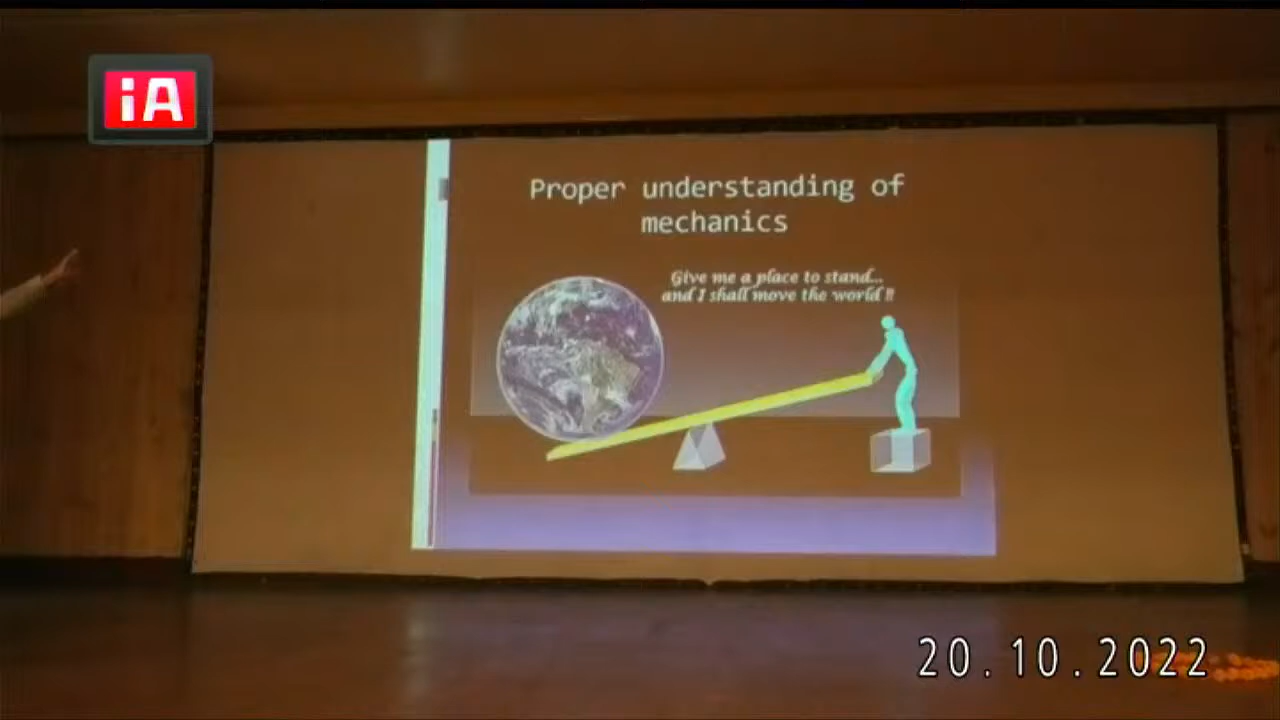 iA
Proper understanding of
mechanics
Give me a place to stand...
and I shall move the world !!
20.10.2022